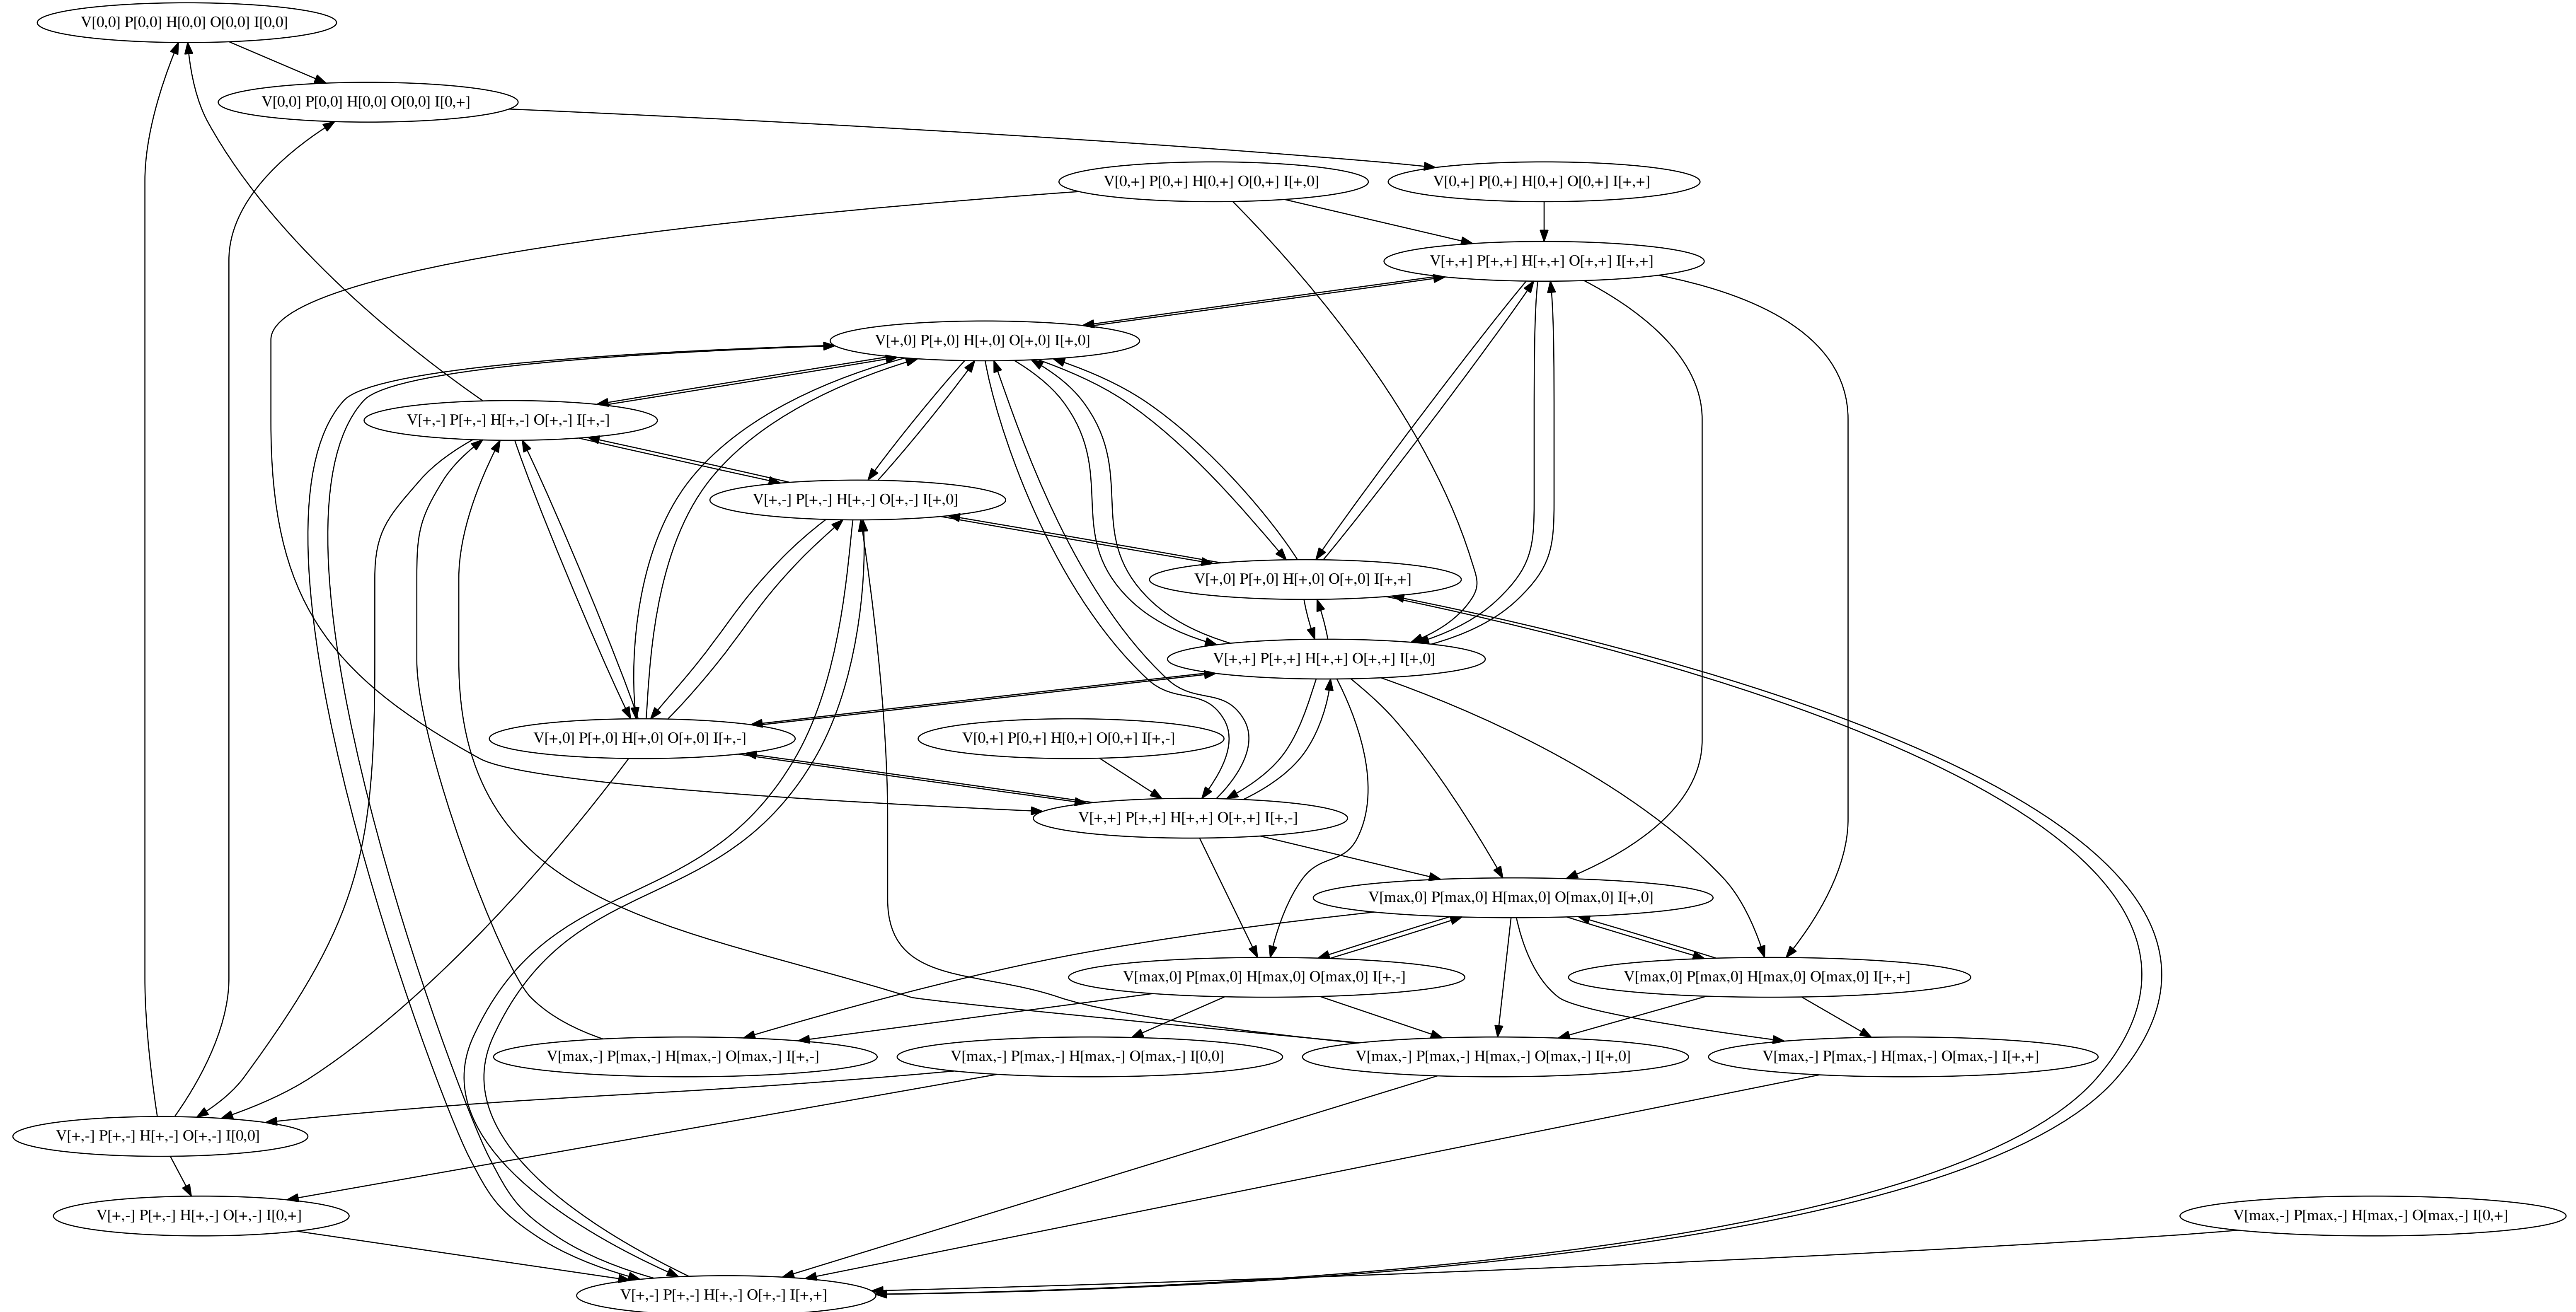 V[0,0] P[0,0] H[0,0] O[0,0] I[0,0]
V[0,0] P[0,0] H[0,0] O[0,0] I[0,+]
V[0,+] P[0,+] H[0,+] O[0,+] I[+,0]
V[0,+] P[0,+] H[0,+] O[0,+] I[+,+]
V[+,+] P[+,+] H[+,+] O[+,+] I[+,+]
V[+,0] P[+,0] H[+,0] O[+,0] I[+,0]
V[+,-] P[+,-] H[+,-] O[+,-] I[+,-]
V[+,-] P[+,-] H[+,-] O[+,-] I[+,0]
V[+,0] P[+,0] H[+,0] O[+,0] I[+,+]
V[+,+] P[+,+] H[+,+] O[+,+] I[+,0]
V[+,0] P[+,0] H[+,0] O[+,0] I[+,-]
V[0,+] P[0,+] H[0,+] O[0,+] I[+,-]
V[+,+] P[+,+] H[+,+] O[+,+] I[+,-]
V[max,0] P[max,0] H[max,0] O[max,0] I[+,0]
V[max,0] P[max,0] H[max,0] O[max,0] I[+,-]
V[max,0] P[max,0] H[max,0] O[max,0] I[+,+]
V[max,-] P[max,-] H[max,-] O[max,-] I[+,-]
V[max,-] P[max,-] H[max,-] O[max,-] I[0,0]
V[max,-] P[max,-] H[max,-] O[max,-] I[+,0]
V[max,-] P[max,-] H[max,-] O[max,-] I[+,+]
V[+,-] P[+,-] H[+,-] O[+,-] I[0,0]
V[+,-] P[+,-] H[+,-] O[+,-] I[0,+]
V[max,-] P[max,-] H[max,-] O[max,-] I[0,+]
V[+,-] P[+,-] H[+,-] O[+,-] I[+,+]